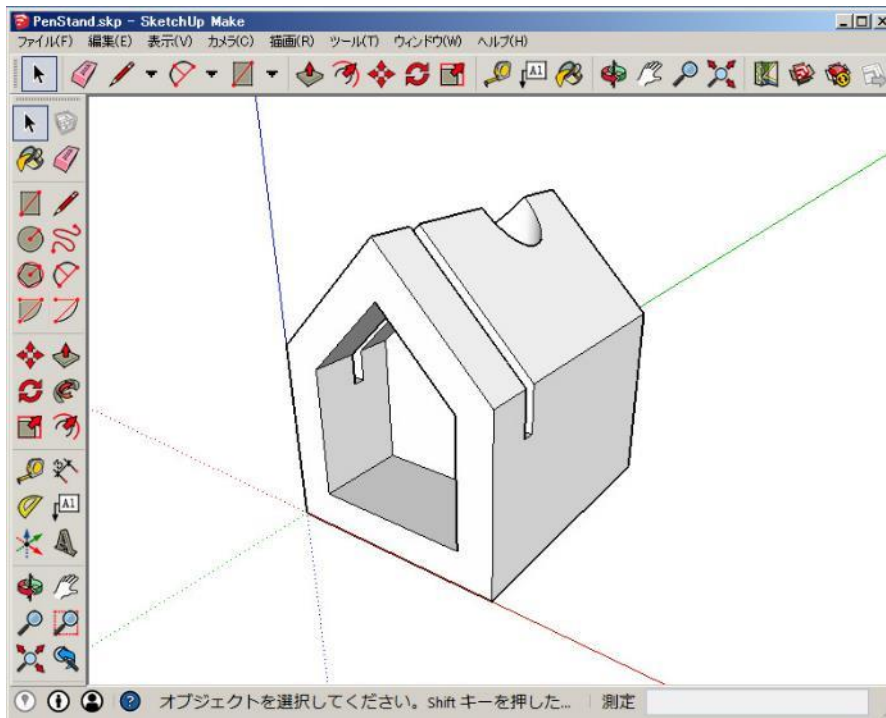 PenStand.skp - SketchUp Make
ファイル(F) 編集(E) 表示(V) カメラ(C) 描画(R) ツール(T) ウィンドウ(W) ヘルプ(H)
A1
A1
オブジェクトを選択してください。Shift キーを押した... 測定